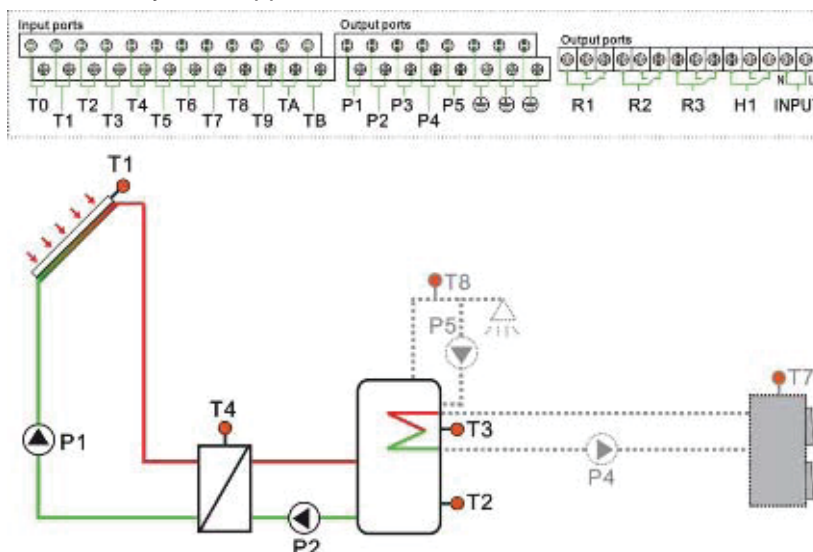 Input ports
Output ports
Output ports
T0 T1 T2 T3 T4 T5 T6 T7 T8 T9 TA TB P1 P2 P3 P4 P5 R1 R2 R3 H1 INPUT
N
T1
T8
P5
T7
T4
P1
T3
P4
T2
P2